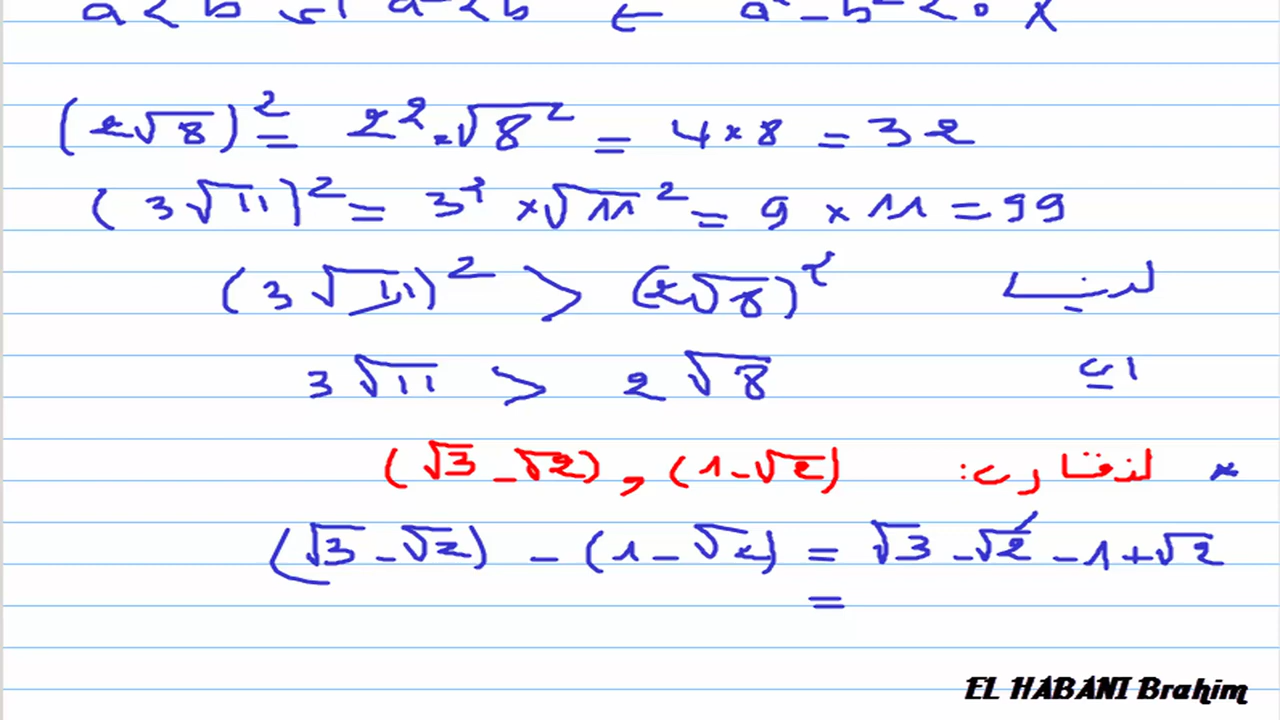 (2√8)² = 2² × √8² = 4 × 8 = 32
(3√11)² = 3² × √11² = 9 × 11 = 99
لدينا (3√11)² > (2√8)²
اي 3√11 > 2√8
* لنقارن: (√3 - √2) , (1 - √2)
(√3 - √2) - (1 - √2) = √3 - √2 - 1 + √2
=
EL HABANI Brahim